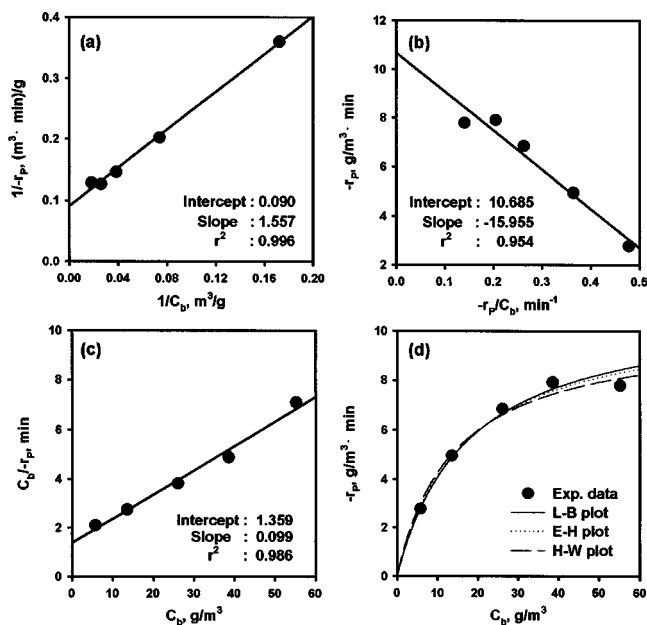 (a)
0.4
0.3
0.2
0.1
0.0
1/-rP, (m³· min)/g
Intercept : 0.090
Slope : 1.557
r² : 0.996
0.00 0.04 0.08 0.12 0.16 0.20
1/Cb, m³/g
(b)
12
10
8
6
4
2
-rP, g/m³· min
Intercept : 10.685
Slope : -15.955
r² : 0.954
0.0 0.1 0.2 0.3 0.4 0.5
-rP/Cb, min-1
(c)
10
8
6
4
2
0
Cb/-rP, min
Intercept : 1.359
Slope : 0.099
r² : 0.986
0 10 20 30 40 50 60
Cb, g/m³
(d)
10
8
6
4
2
0
-rP, g/m³· min
Exp. data
L-B plot
E-H plot
H-W plot
0 10 20 30 40 50 60
Cb, g/m³